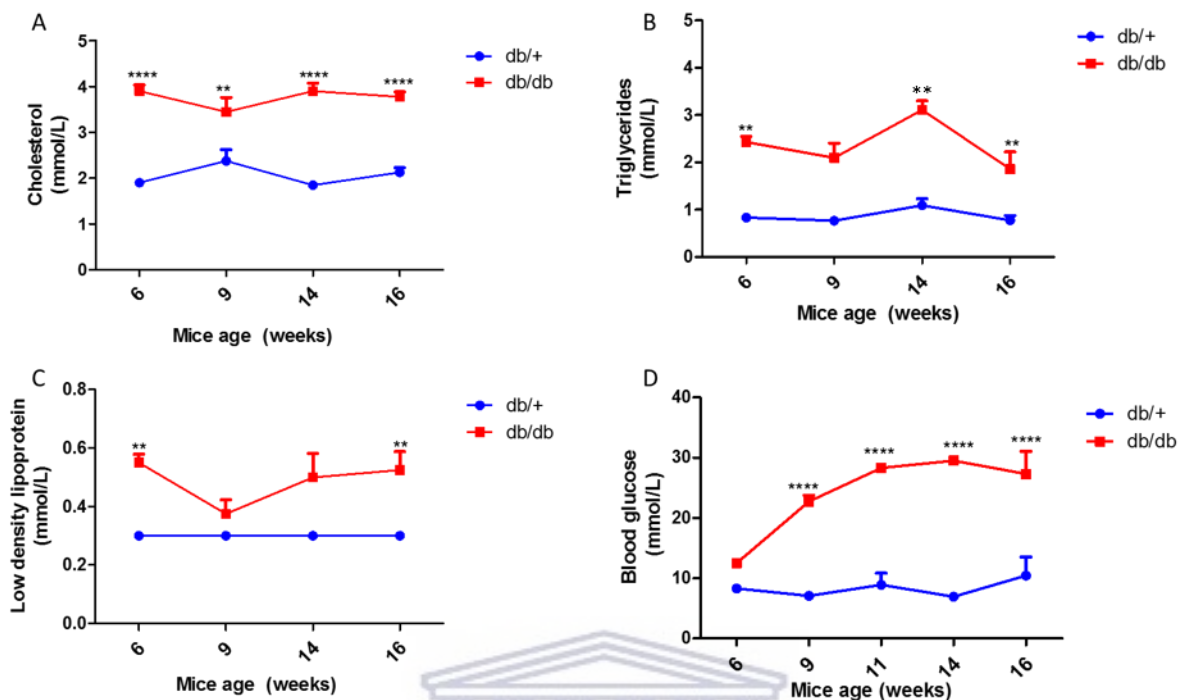 A
Cholesterol
(mmol/L)
5
4
3
2
1
0
****
**
****
****
6
9
14
16
Mice age (weeks)
db/+
db/db
B
Triglycerides
(mmol/L)
5
4
3
2
1
0
**
**
**
6
9
14
16
Mice age (weeks)
db/+
db/db
C
Low density lipoprotein
(mmol/L)
0.8
0.6
0.4
0.2
0.0
**
**
6
9
14
16
Mice age (weeks)
db/+
db/db
D
Blood glucose
(mmol/L)
40
30
20
10
0
****
****
****
****
6
9
11
14
16
Mice age (weeks)
db/+
db/db